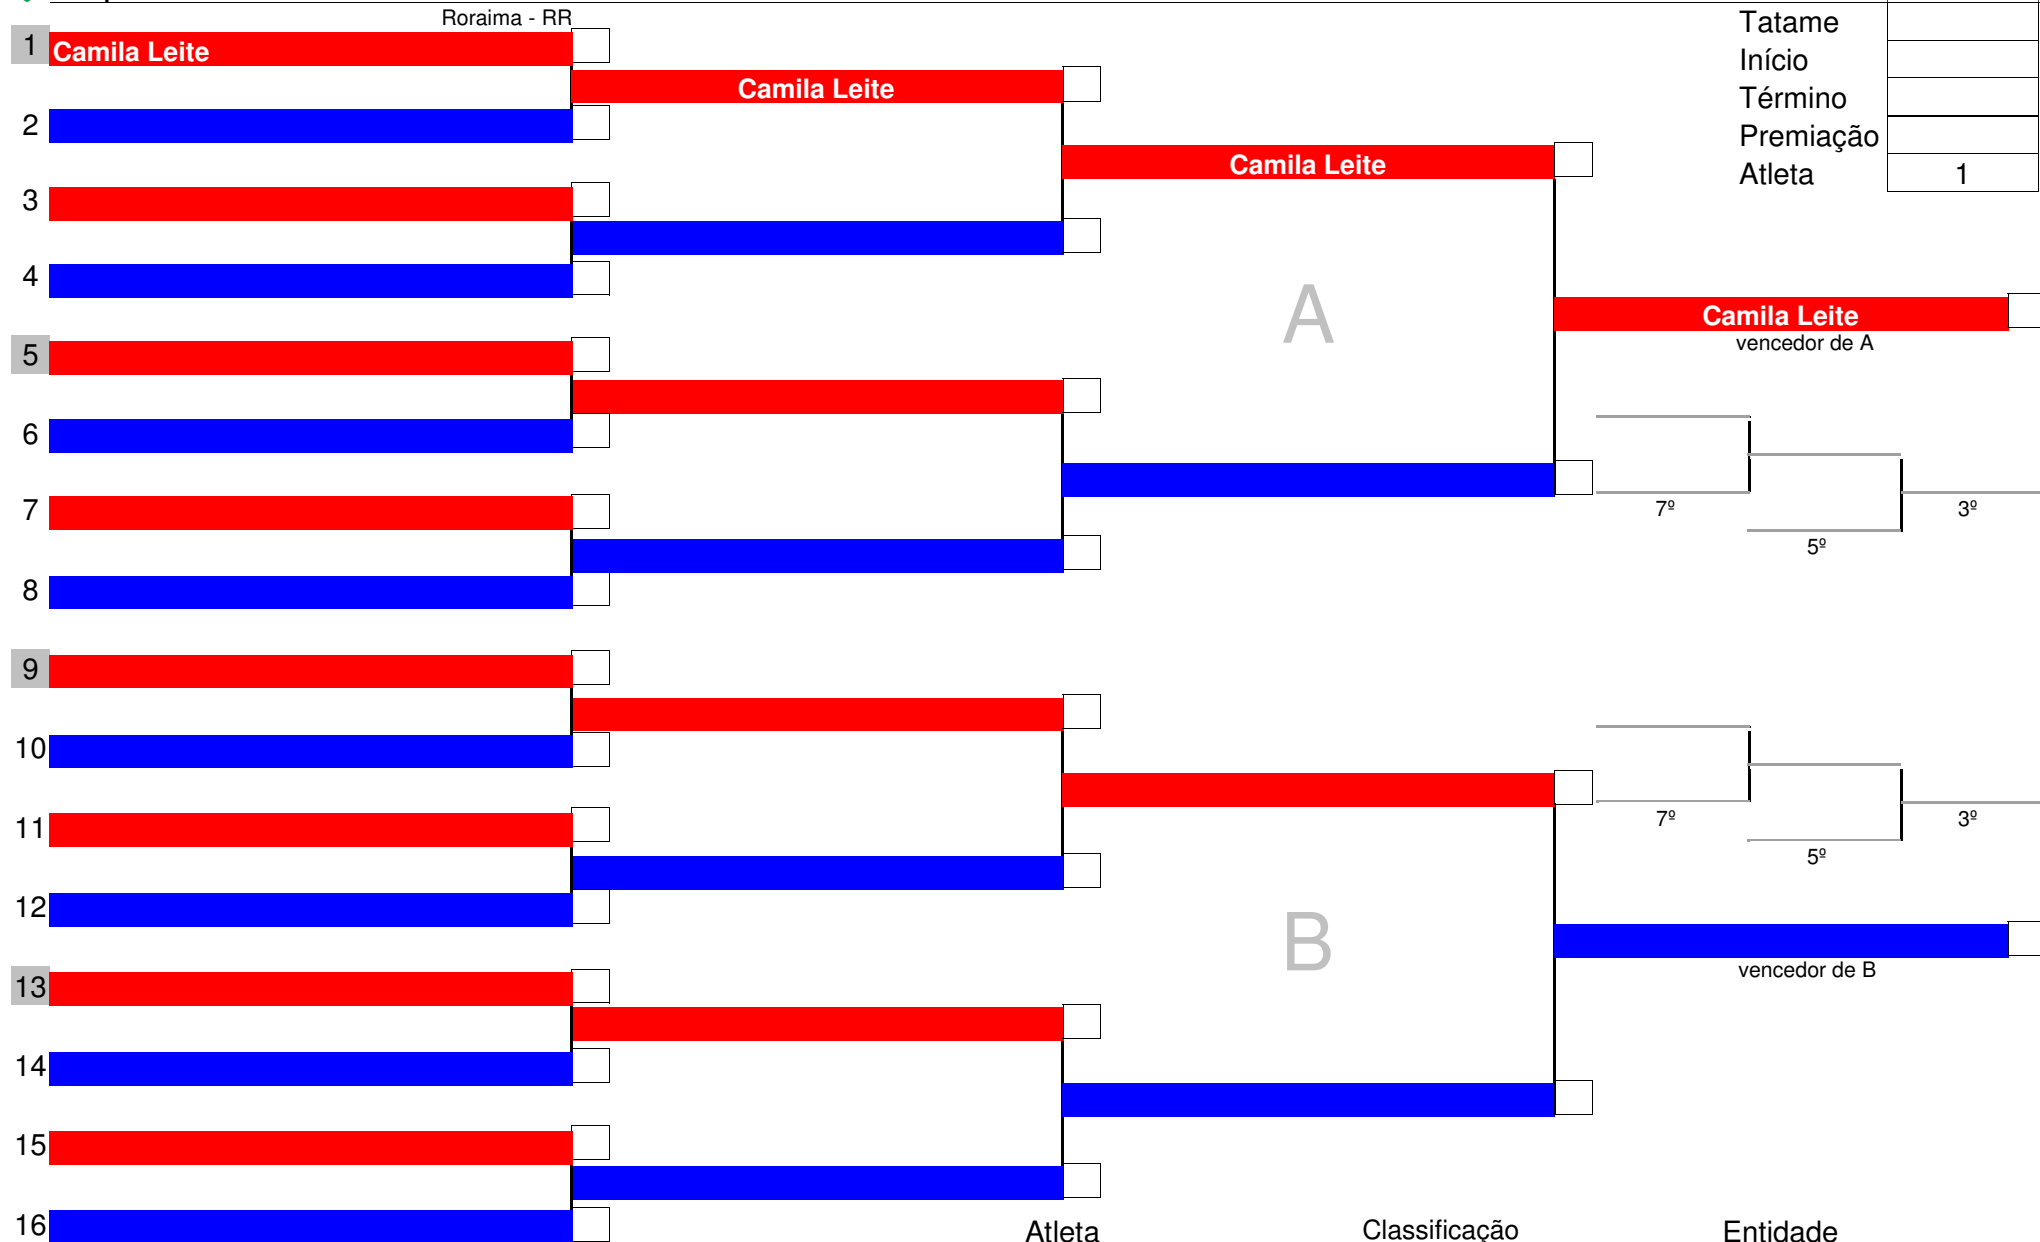 Roraima - RR
Tatame
1 Camila Leite
Início
Camila Leite
Término
2
Premiação
Camila Leite
Atleta 1
3
4
A
Camila Leite
vencedor de A
5
6
7
7º 3º
5º
8
9
10
7º 3º
11
5º
12
B
vencedor de B
13
14
15
16
Atleta Classificação Entidade